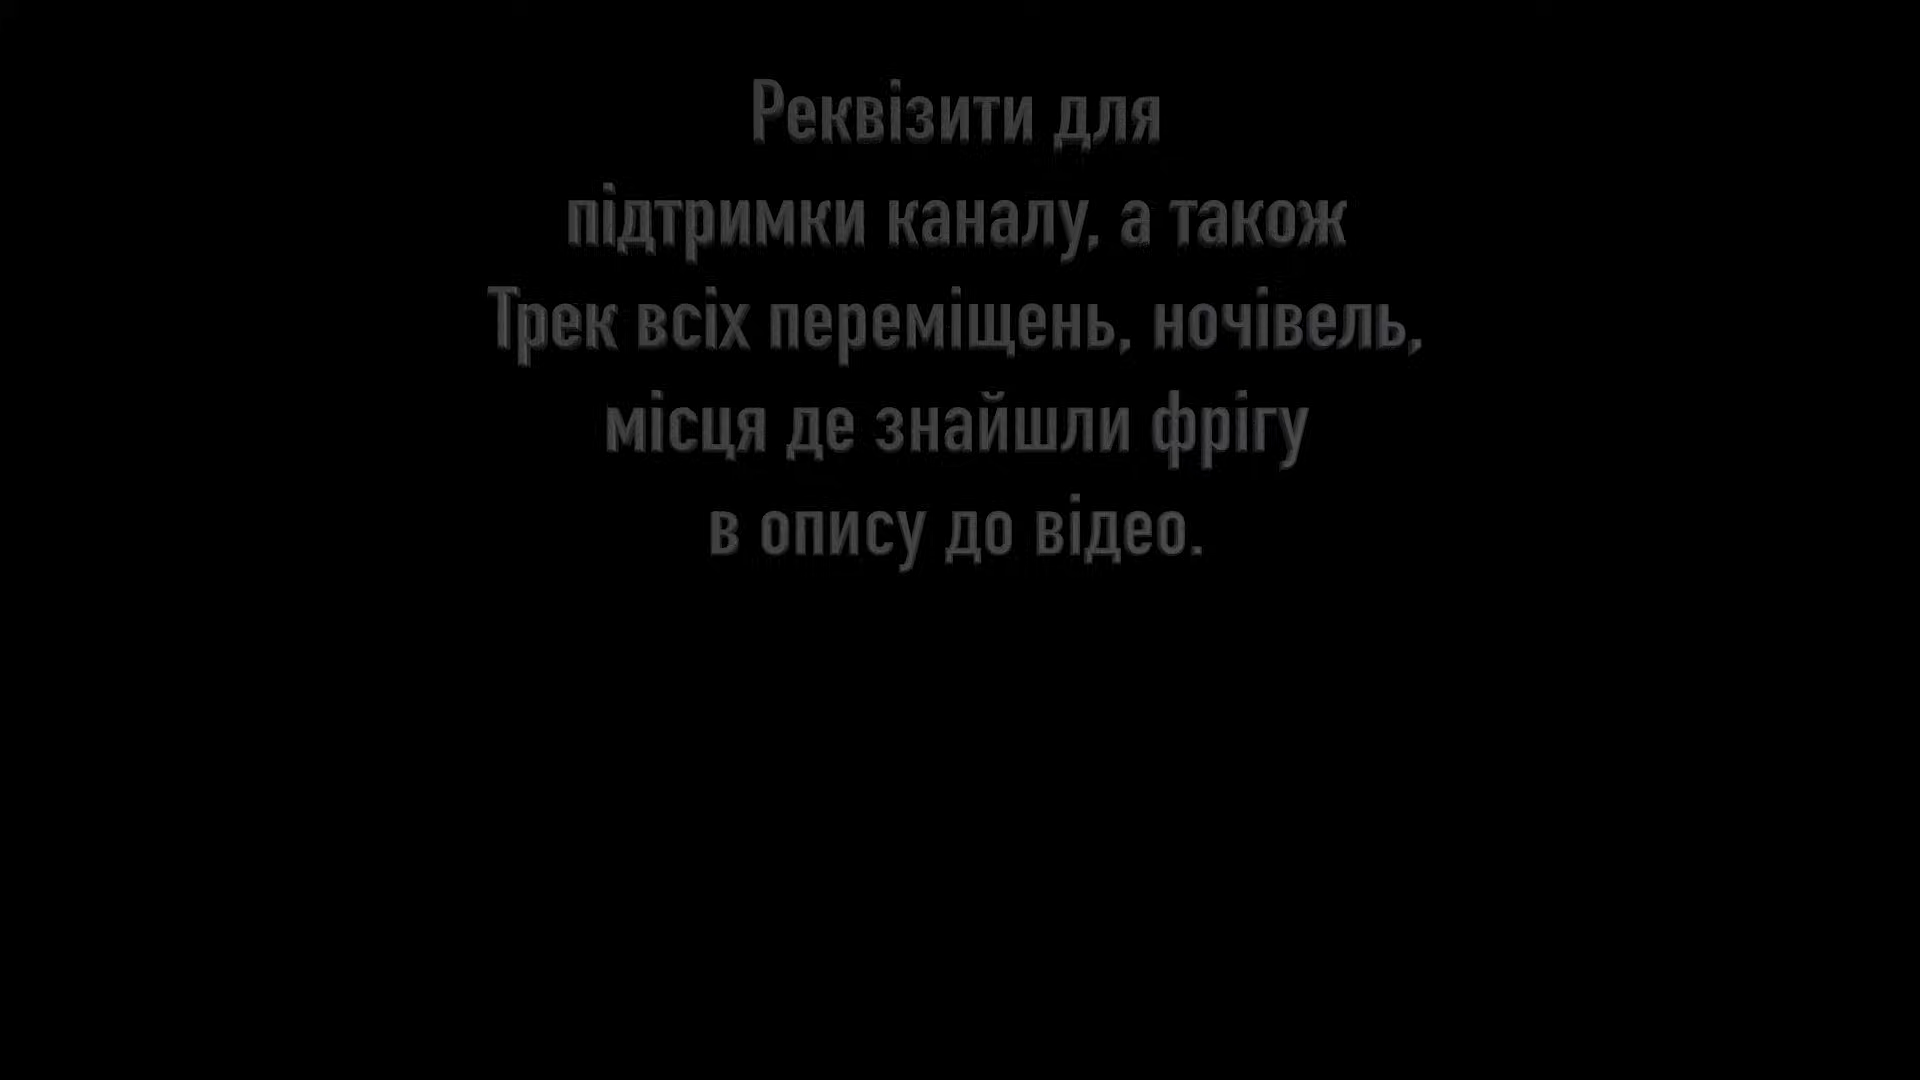 Реквізити для
підтримки каналу, а також
Трек всіх переміщень, ночівель,
місця де знайшли фрігу
в опису до відео.